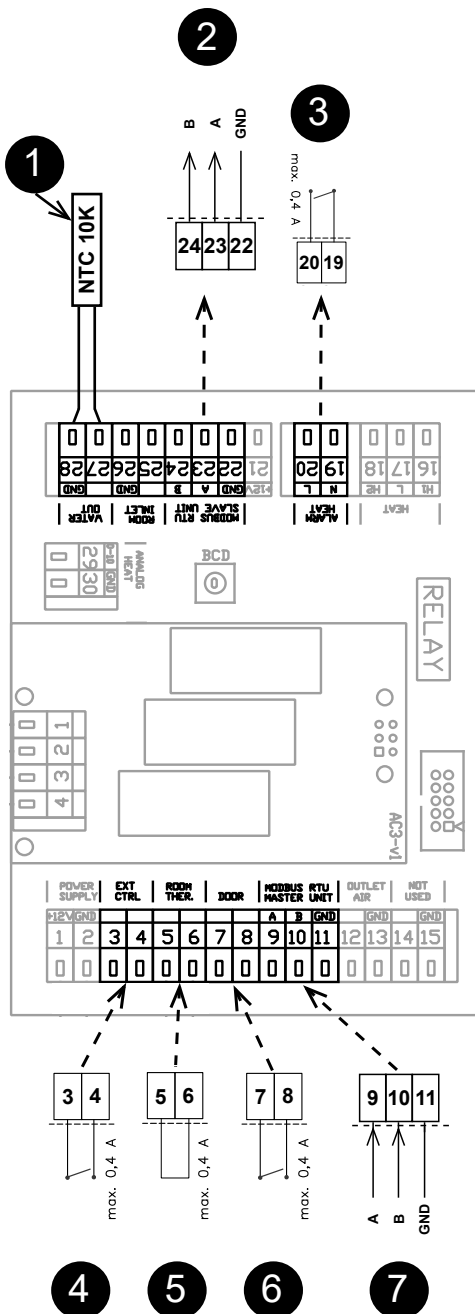 2
3
B
A
GND
max. 0,4 A
1
NTC 10K
24 23 22
20 19
28 27 26 25 24 23 22 21
20 19 18 17 16
GND GND B A GND +12V
L N H2 L H1
VATER OUT
ROOM INLET
MODBUS RTU SLAVE UNIT
ALARM HEAT
HEAT
29 30
0-10 GND
ANALOG HEAT
BCD
0
RELAY
1
2
3
4
AC3-v1
POWER SUPPLY
EXT CTRL
ROOM THER.
DOOR
MODBUS RTU MASTER UNIT
OUTLET AIR
NOT USED
+12V GND A B GND GND GND
1 2 3 4 5 6 7 8 9 10 11 12 13 14 15
3 4
5 6
7 8
9 10 11
max. 0,4 A
max. 0,4 A
max. 0,4 A
A
B
GND
4
5
6
7